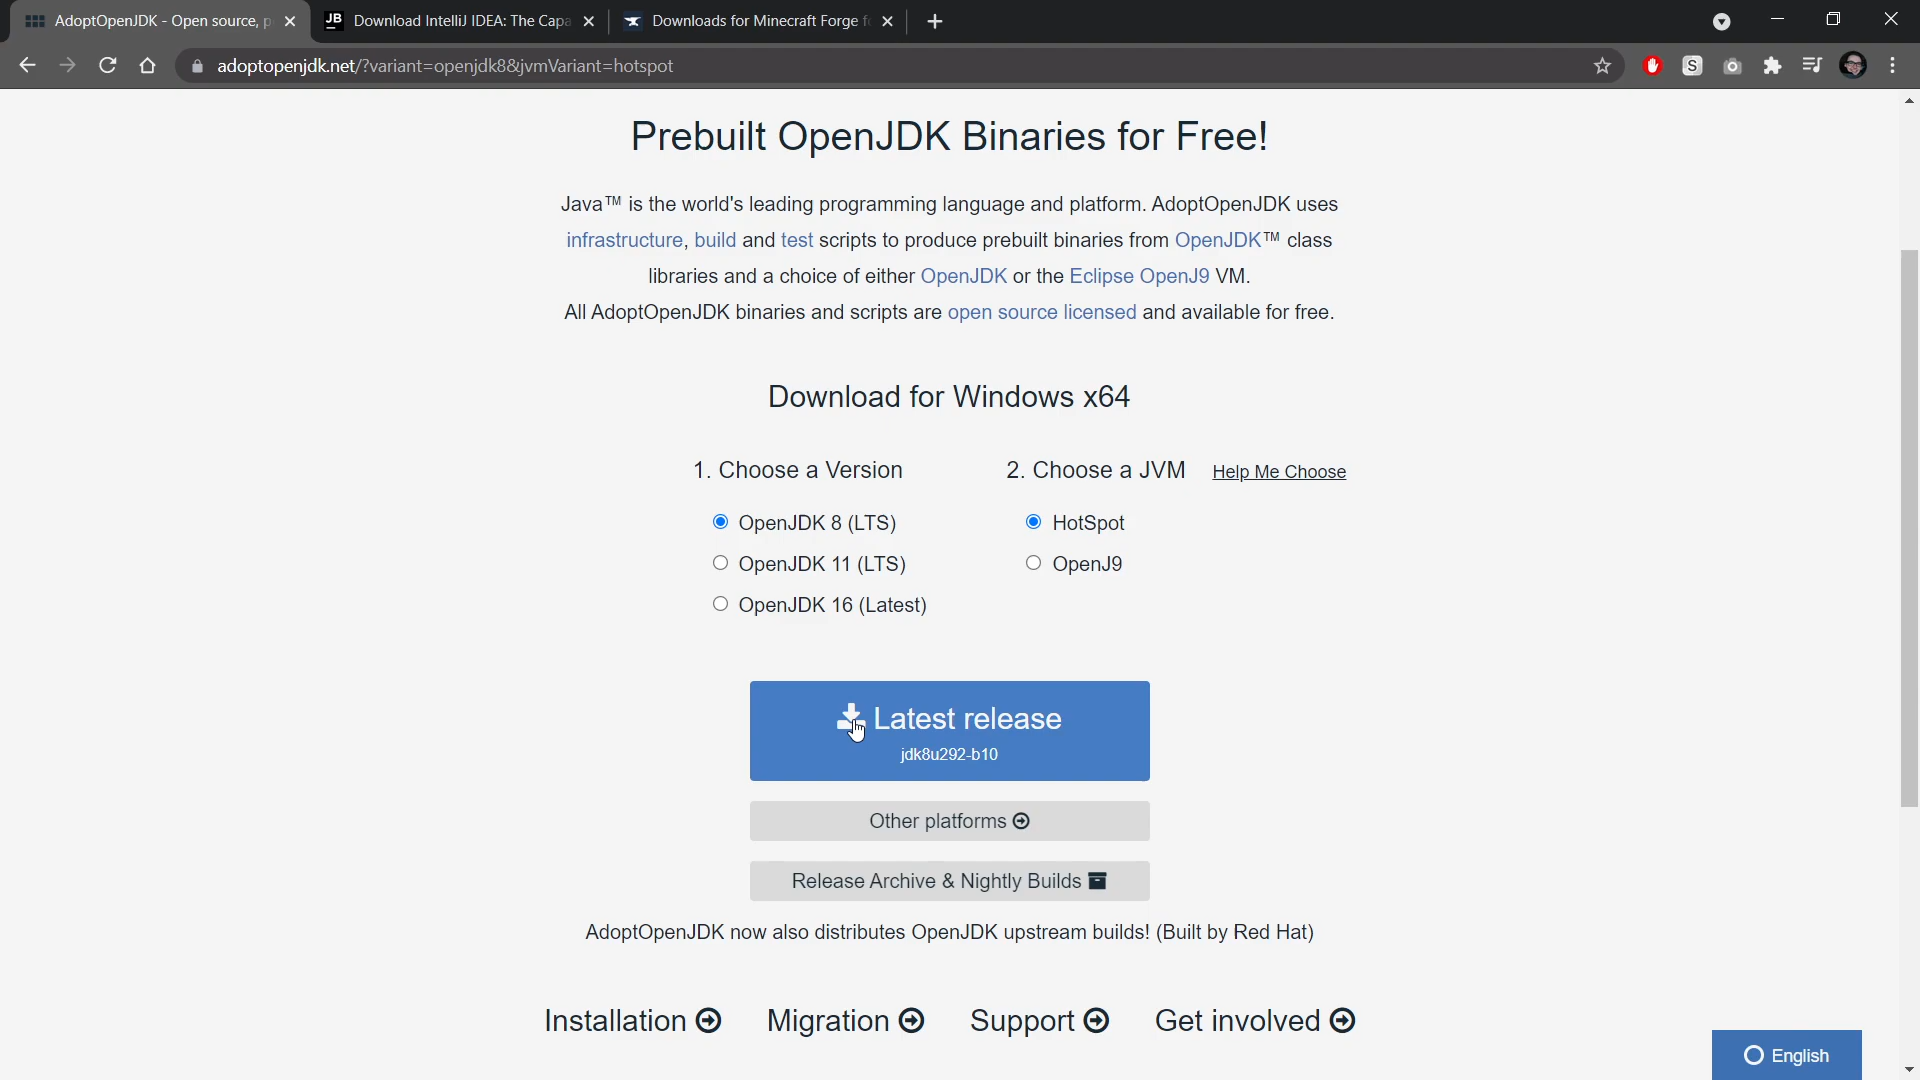 AdoptOpenJDK - Open source, p
Download IntelliJ IDEA: The Capa
Downloads for Minecraft Forge f
adoptopenjdk.net/?variant=openjdk8&jvmVariant=hotspot
Prebuilt OpenJDK Binaries for Free!
Java™ is the world's leading programming language and platform. AdoptOpenJDK uses
infrastructure, build and test scripts to produce prebuilt binaries from OpenJDK™ class
libraries and a choice of either OpenJDK or the Eclipse OpenJ9 VM.
All AdoptOpenJDK binaries and scripts are open source licensed and available for free.
Download for Windows x64
1. Choose a Version
2. Choose a JVM Help Me Choose
OpenJDK 8 (LTS)
HotSpot
OpenJDK 11 (LTS)
OpenJ9
OpenJDK 16 (Latest)
Latest release
jdk8u292-b10
Other platforms
Release Archive & Nightly Builds
AdoptOpenJDK now also distributes OpenJDK upstream builds! (Built by Red Hat)
Installation Migration Support Get involved
English